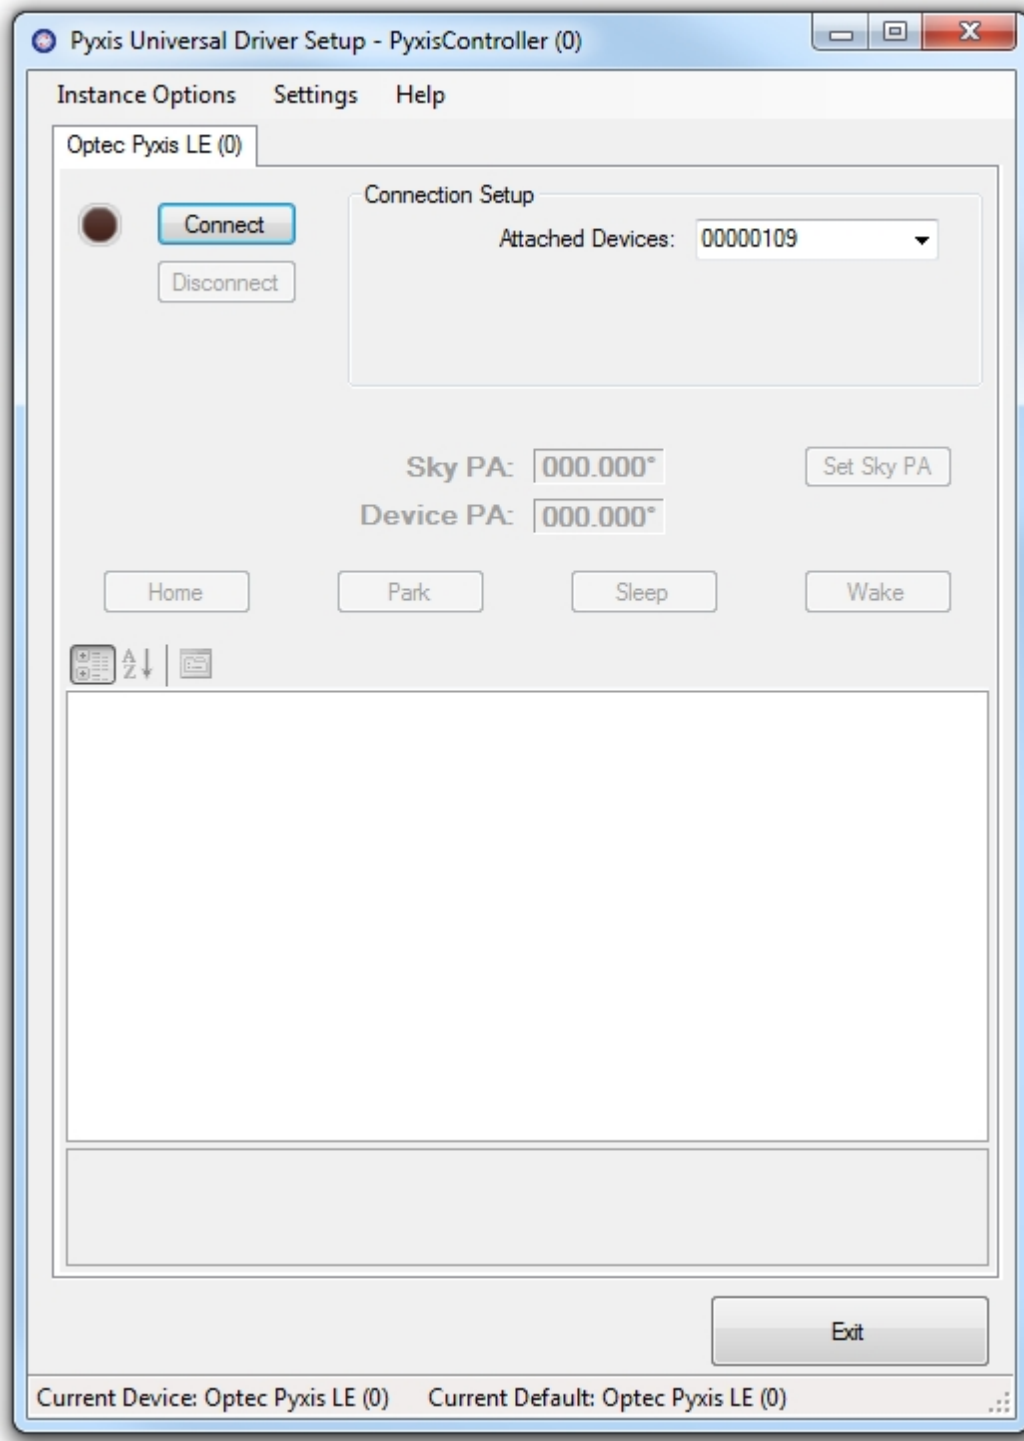 Pyxis Universal Driver Setup - PyxisController (0)
Instance Options Settings Help
Optec Pyxis LE (0)
Connection Setup
Connect
Attached Devices: 00000109
Disconnect
Sky PA: 000.000° Set Sky PA
Device PA: 000.000°
Home Park Sleep Wake
A
Z
Exit
Current Device: Optec Pyxis LE (0) Current Default: Optec Pyxis LE (0)